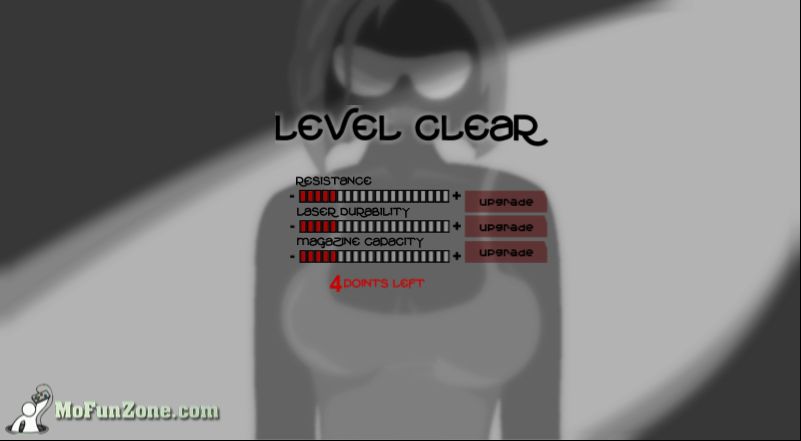 LEVEL CLEAR
RESISTANCE
- + upgrade
LASER DURABILITY
- + upgrade
MAGAZINE CAPACITY
- + upgrade
4 POINTS LEFT
MoFunZone.com